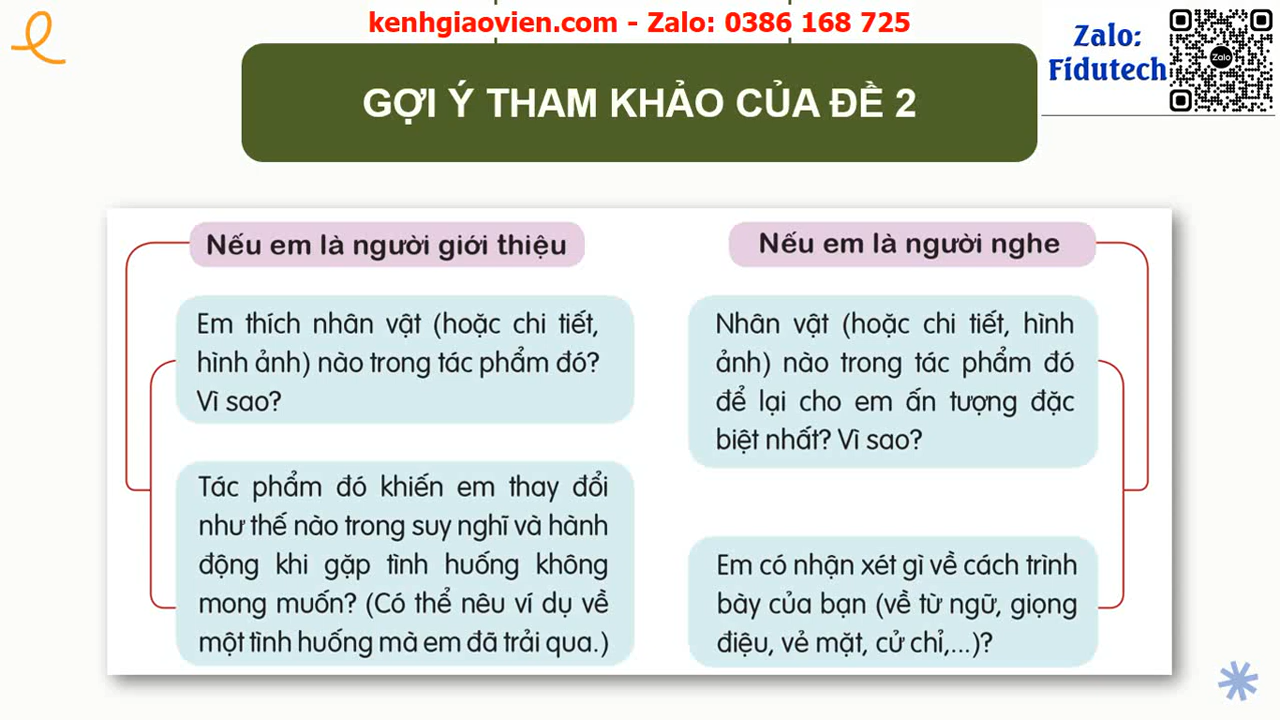 kenhgiaovien.com - Zalo: 0386 168 725
Zalo:
Fidutech
Zalo
GỢI Ý THAM KHẢO CỦA ĐỀ 2
Nếu em là người giới thiệu
Em thích nhân vật (hoặc chi tiết,
hình ảnh) nào trong tác phẩm đó?
Vì sao?
Tác phẩm đó khiến em thay đổi
như thế nào trong suy nghĩ và hành
động khi gặp tình huống không
mong muốn? (Có thể nêu ví dụ về
một tình huống mà em đã trải qua.)
Nếu em là người nghe
Nhân vật (hoặc chi tiết, hình
ảnh) nào trong tác phẩm đó
để lại cho em ấn tượng đặc
biệt nhất? Vì sao?
Em có nhận xét gì về cách trình
bày của bạn (về từ ngữ, giọng
điệu, vẻ mặt, cử chỉ,...)?